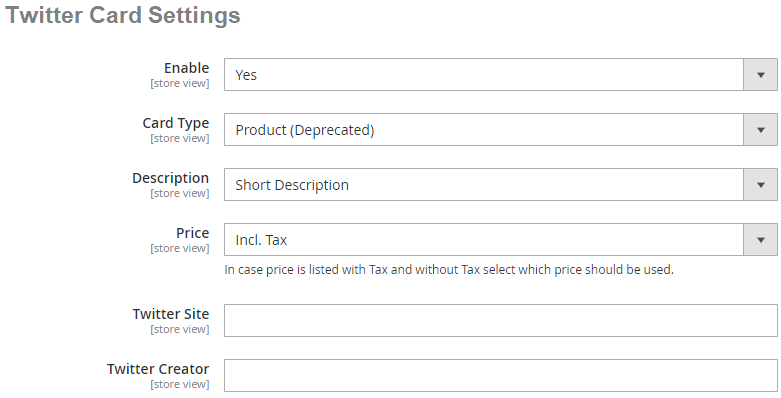 Twitter Card Settings
Enable
[store view]
Yes
Card Type
[store view]
Product (Deprecated)
Description
[store view]
Short Description
Price
[store view]
Incl. Tax
In case price is listed with Tax and without Tax select which price should be used.
Twitter Site
[store view]
Twitter Creator
[store view]